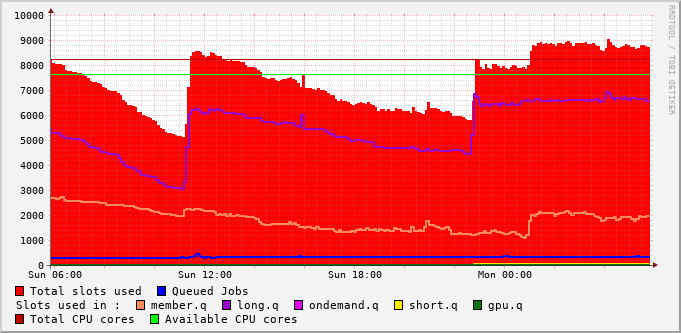 10000
9000
8000
7000
6000
5000
4000
3000
2000
1000
0
Sun 06:00 Sun 12:00 Sun 18:00 Mon 00:00
RRDTOOL / TOBI OETIKER
Total slots used Queued Jobs
Slots used in : member.q long.q ondemand.q short.q gpu.q
Total CPU cores Available CPU cores